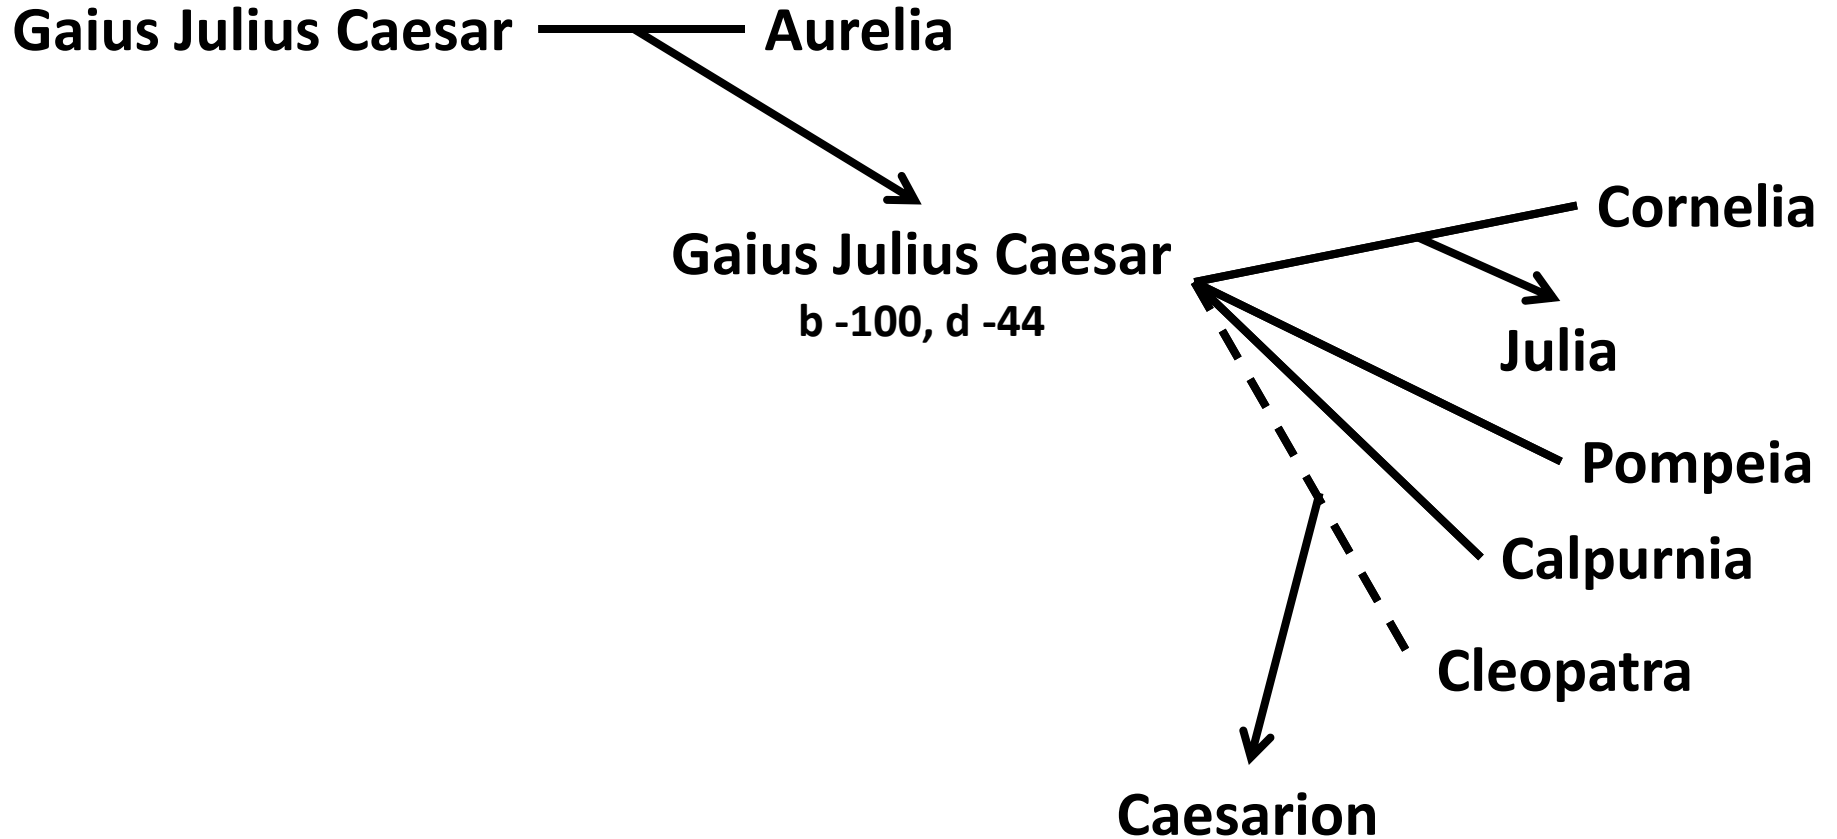 Gaius Julius Caesar
Aurelia
Gaius Julius Caesar
b -100, d -44
Cornelia
Julia
Pompeia
Calpurnia
Cleopatra
Caesarion